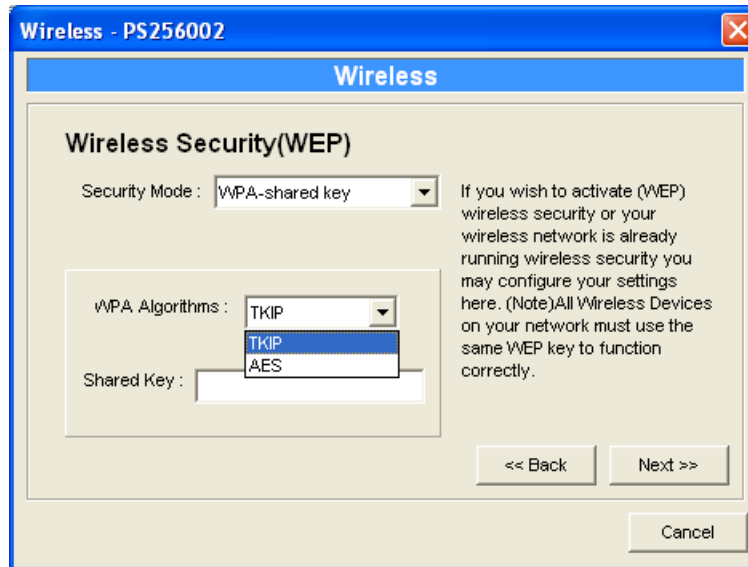 Wireless - PS256002
Wireless
Wireless Security(WEP)
Security Mode : WPA-shared key
If you wish to activate (WEP)
wireless security or your
wireless network is already
running wireless security you
may configure your settings
here. (Note)All Wireless Devices
on your network must use the
same WEP key to function
correctly.
WPA Algorithms : TKIP
TKIP
AES
Shared Key :
<< Back
Next >>
Cancel